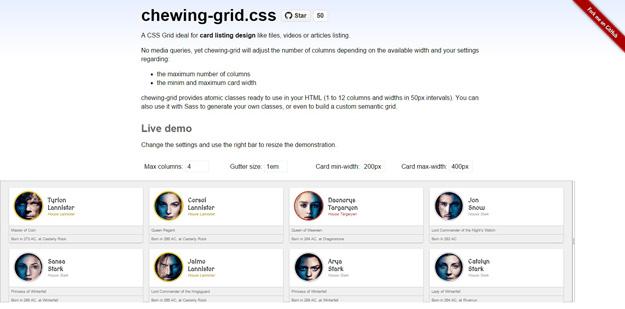 chewing-grid.css
Star
50
Fork me on GitHub
A CSS Grid ideal for card listing design like tiles, videos or articles listing.
No media queries, yet chewing-grid will adjust the number of columns depending on the available width and your settings
regarding:
the maximum number of columns
the minim and maximum card width
chewing-grid provides atomic classes ready to use in your HTML (1 to 12 columns and widths in 50px intervals). You
can also use it with Sass to generate your own classes, or even to build a custom semantic grid.
Live demo
Change the settings and use the right bar to resize the demonstration.
Max columns: 4 Gutter size: 1em Card min-width: 200px Card max-width: 400px
Tyrion
Lannister
House Lannister
Master of Coin
Born in 273 AC, at Casterly Rock
Cersei
Lannister
House Lannister
Queen Regent
Born in 266 AC, at Casterly Rock
Daenerys
Targaryen
House Targaryen
Queen of Meereen
Born in 284 AC, at Dragonstone
Jon
Snow
House Stark
Lord Commander of the Night's Watch
Born in 283 AC
Sansa
Stark
House Stark
Princess of Winterfell
Born in 286 AC, at Winterfell
Jaime
Lannister
House Lannister
Lord Commander of the Kingsguard
Born in 266 AC, at Casterly Rock
Arya
Stark
House Stark
Princess of Winterfell
Born in 289 AC, at Winterfell
Catelyn
Stark
House Stark
Lady of Winterfell
Born in 264 AC, at Riverrun